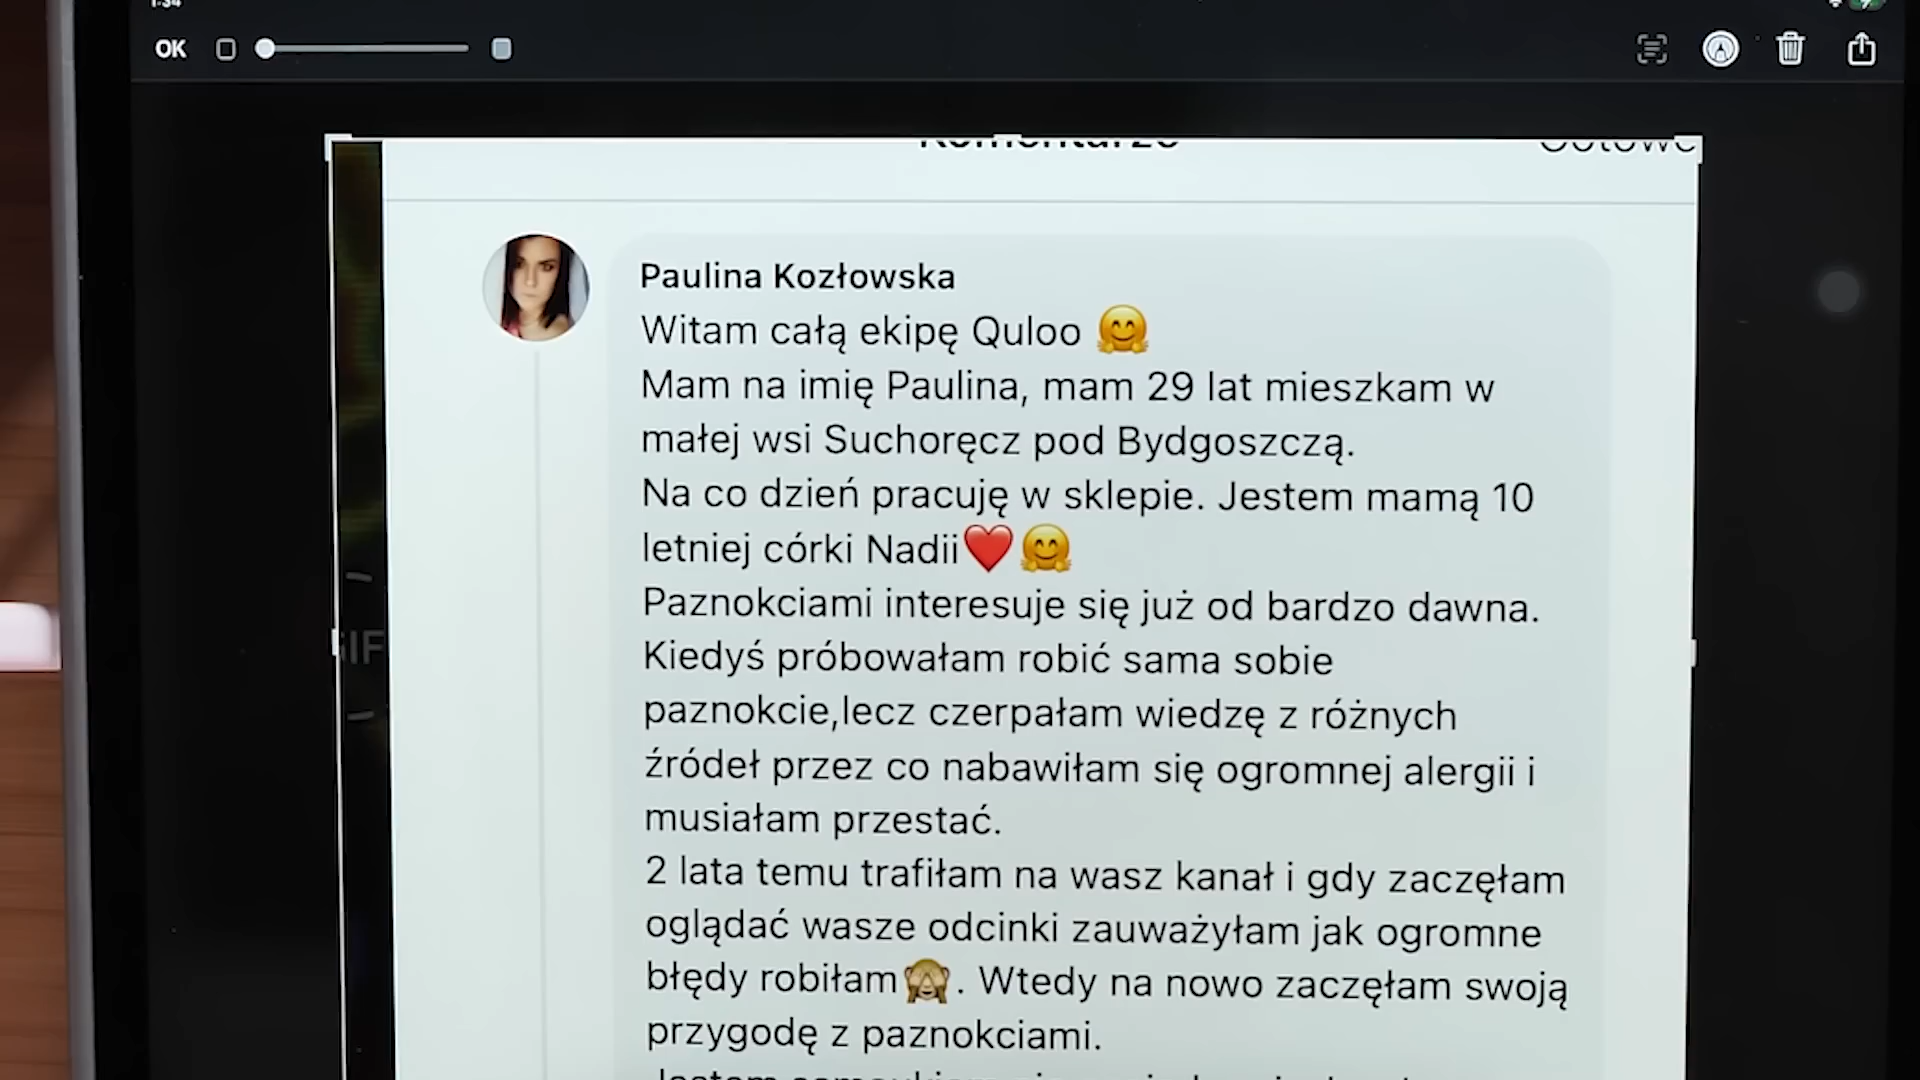 1:34
OK
Komentarze
Gotowe
Paulina Kozłowska
Witam całą ekipę Quloo 🤗
Mam na imię Paulina, mam 29 lat mieszkam w
małej wsi Suchoręcz pod Bydgoszczą.
Na co dzień pracuję w sklepie. Jestem mamą 10
letniej córki Nadii❤️🤗
Paznokciami interesuje się już od bardzo dawna.
Kiedyś próbowałam robić sama sobie
paznokcie,lecz czerpałam wiedzę z różnych
źródeł przez co nabawiłam się ogromnej alergii i
musiałam przestać.
2 lata temu trafiłam na wasz kanał i gdy zaczęłam
oglądać wasze odcinki zauważyłam jak ogromne
błędy robiłam🙈. Wtedy na nowo zaczęłam swoją
przygodę z paznokciami.